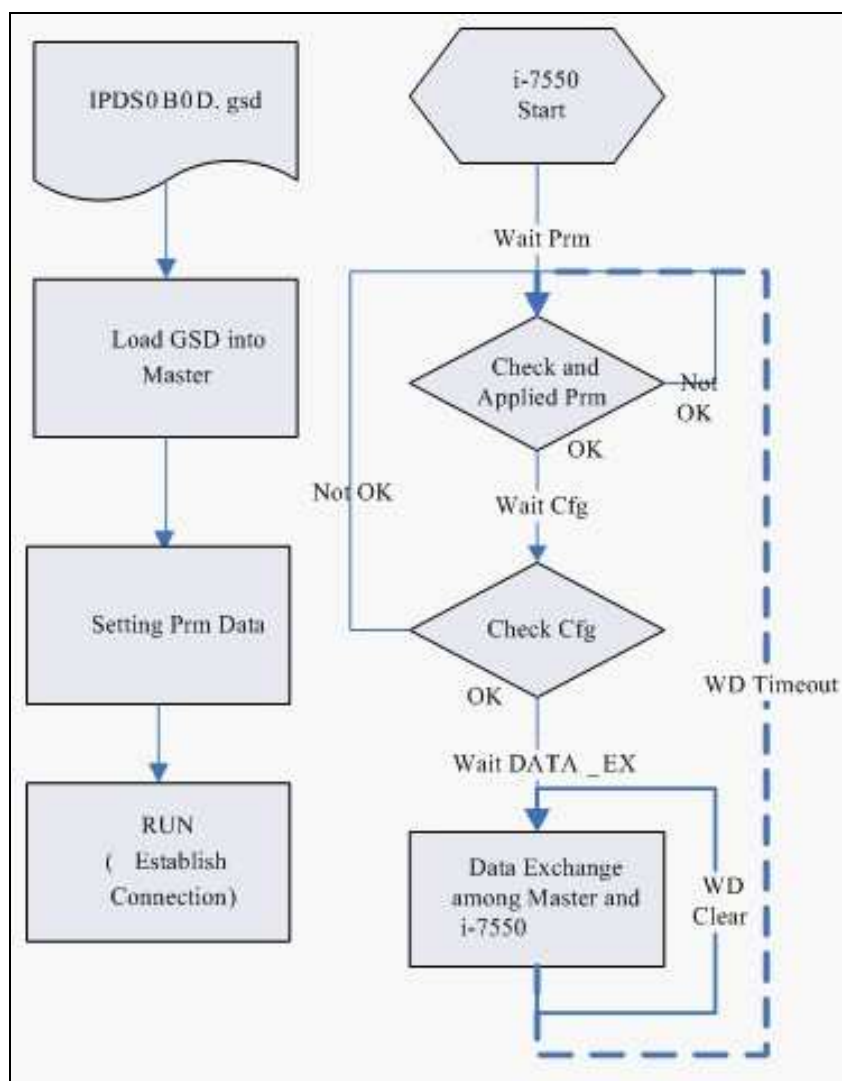 IPDS0B0D. gsd
Load GSD into
Master
Setting Prm Data
RUN
( Establish
Connection)
i-7550
Start
Wait Prm
Check and
Applied Prm
Not
OK
OK
Not OK
Wait Cfg
Check Cfg
OK
WD Timeout
Wait DATA _EX
Data Exchange
among Master and
i-7550
WD
Clear